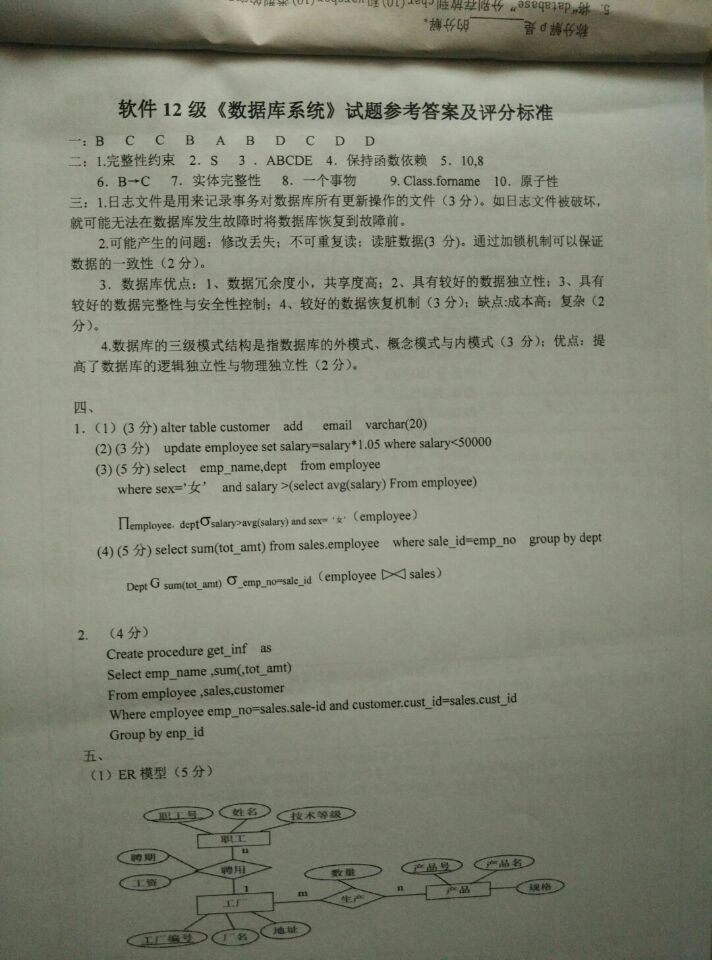 5. 将"database"分别存放到char(10)和varchar(10)类型的
称分解ρ是 的分解。
软件 12 级《数据库系统》试题参考答案及评分标准
一：B C C B A B D C D D
二：1.完整性约束 2．S 3．ABCDE 4．保持函数依赖 5．10,8
6．B→C 7．实体完整性 8．一个事物 9. Class.forname 10．原子性
三：1.日志文件是用来记录事务对数据库所有更新操作的文件（3 分）。如日志文件被破坏，
就可能无法在数据库发生故障时将数据库恢复到故障前。
2.可能产生的问题：修改丢失；不可重复读；读脏数据(3 分)。通过加锁机制可以保证
数据的一致性（2 分）。
3．数据库优点：1、数据冗余度小，共享度高；2、具有较好的数据独立性；3、具有
较好的数据完整性与安全性控制；4、较好的数据恢复机制（3 分）；缺点:成本高；复杂（2
分）。
4.数据库的三级模式结构是指数据库的外模式、概念模式与内模式（3 分）；优点：提
高了数据库的逻辑独立性与物理独立性（2 分）。
四、
1.（1）(3 分) alter table customer add email varchar(20)
(2) (3 分) update employee set salary=salary*1.05 where salary<50000
(3) (5 分) select emp_name,dept from employee
where sex='女' and salary >(select avg(salary) From employee)
∏employee，deptσsalary>avg(salary) and sex= '女'（employee）
(4) (5 分) select sum(tot_amt) from sales.employee where sale_id=emp_no group by dept
Dept G sum(tot_amt) σ_emp_no=sale_id（employee ⋈ sales）
2. （4 分）
Create procedure get_inf as
Select emp_name ,sum(,tot_amt)
From employee ,sales,customer
Where employee emp_no=sales.sale-id and customer.cust_id=sales.cust_id
Group by enp_id
五、
（1）ER 模型（5 分）
职工号 姓名 技术等级
职工
n
聘期 聘用 数量 产品号 产品名
工资 1 m 生产 n 产品 规格
工厂
工厂编号 厂名 地址